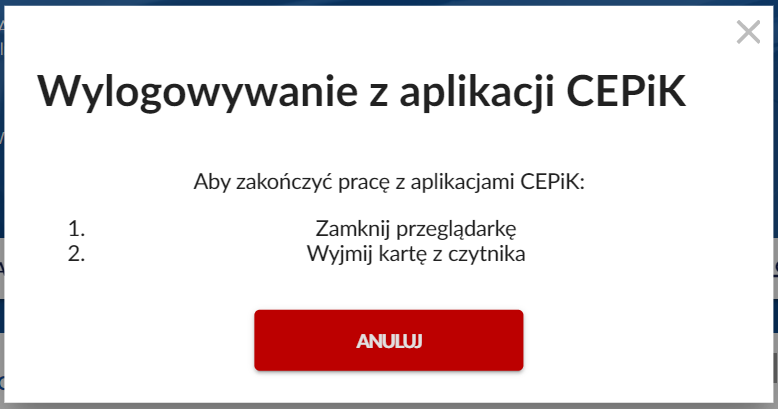 Wylogowywanie z aplikacji CEPiK
Aby zakończyć pracę z aplikacjami CEPiK:
1. Zamknij przeglądarkę
2. Wyjmij kartę z czytnika
ANULUJ